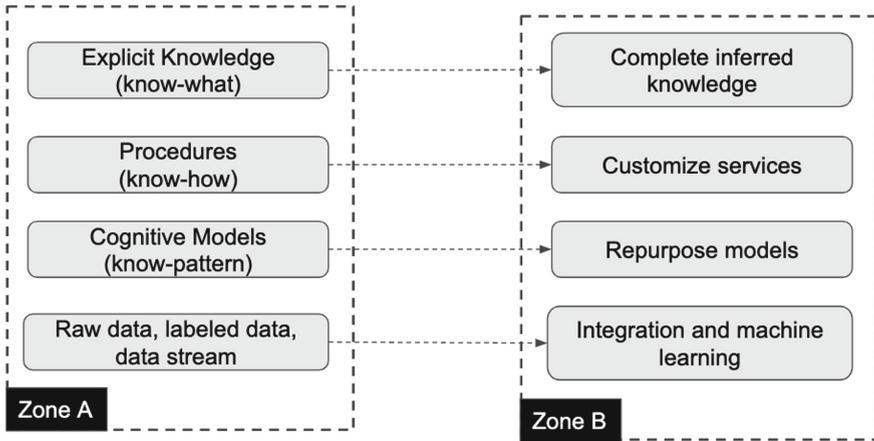 Explicit Knowledge
(know-what)
Complete inferred
knowledge
Procedures
(know-how)
Customize services
Cognitive Models
(know-pattern)
Repurpose models
Raw data, labeled data,
data stream
Integration and machine
learning
Zone A
Zone B